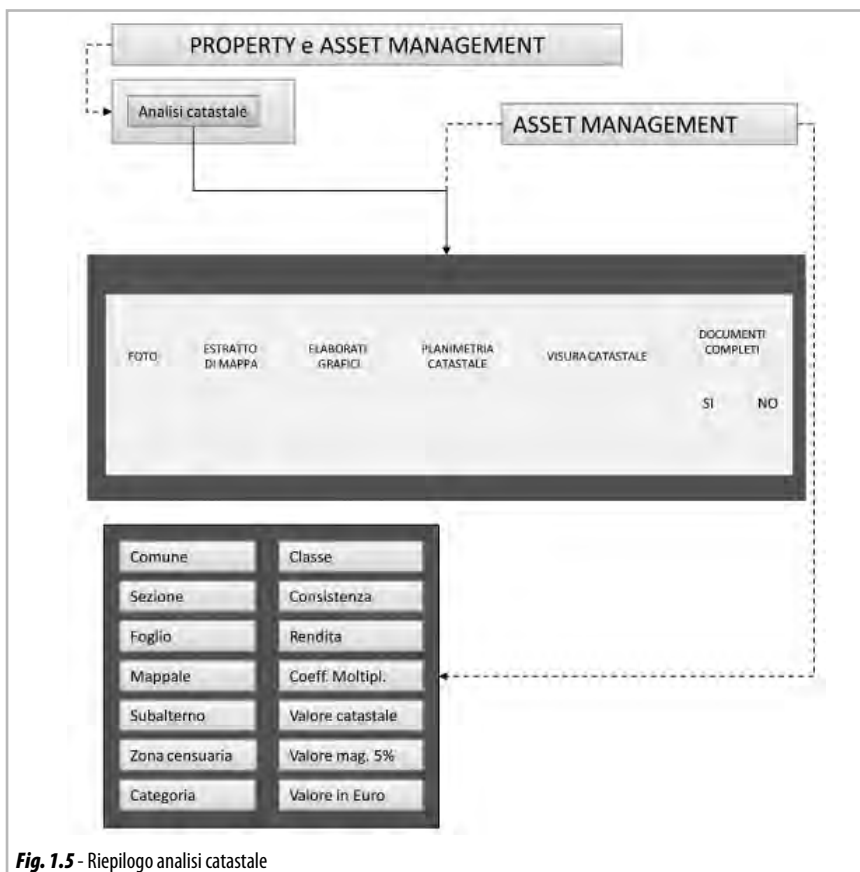 PROPERTY e ASSET MANAGEMENT
Analisi catastale
ASSET MANAGEMENT
FOTO
ESTRATTO
DI MAPPA
ELABORATI
GRAFICI
PLANIMETRIA
CATASTALE
VISURA CATASTALE
DOCUMENTI
COMPLETI
SI
NO
Comune
Classe
Sezione
Consistenza
Foglio
Rendita
Mappale
Coeff. Moltipl.
Subalterno
Valore catastale
Zona censuaria
Valore mag. 5%
Categoria
Valore in Euro
Fig. 1.5 - Riepilogo analisi catastale